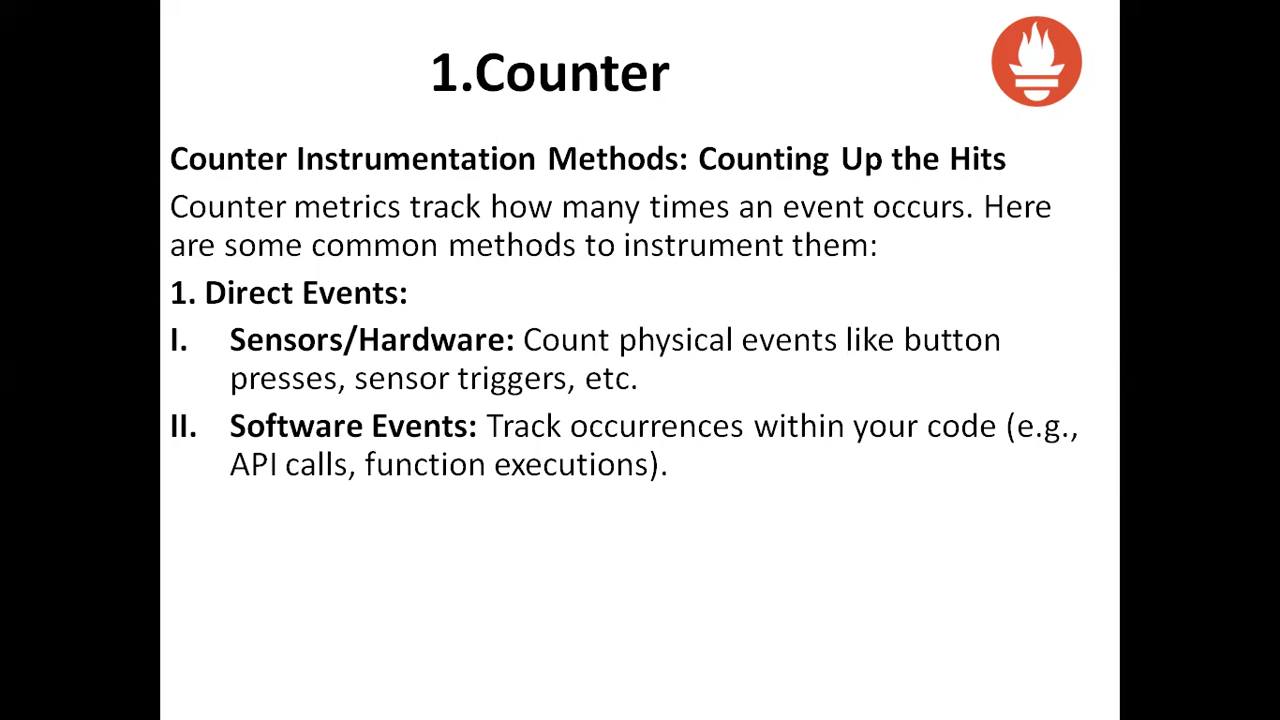 1.Counter
Counter Instrumentation Methods: Counting Up the Hits
Counter metrics track how many times an event occurs. Here
are some common methods to instrument them:
1. Direct Events:
I. Sensors/Hardware: Count physical events like button
presses, sensor triggers, etc.
II. Software Events: Track occurrences within your code (e.g.,
API calls, function executions).